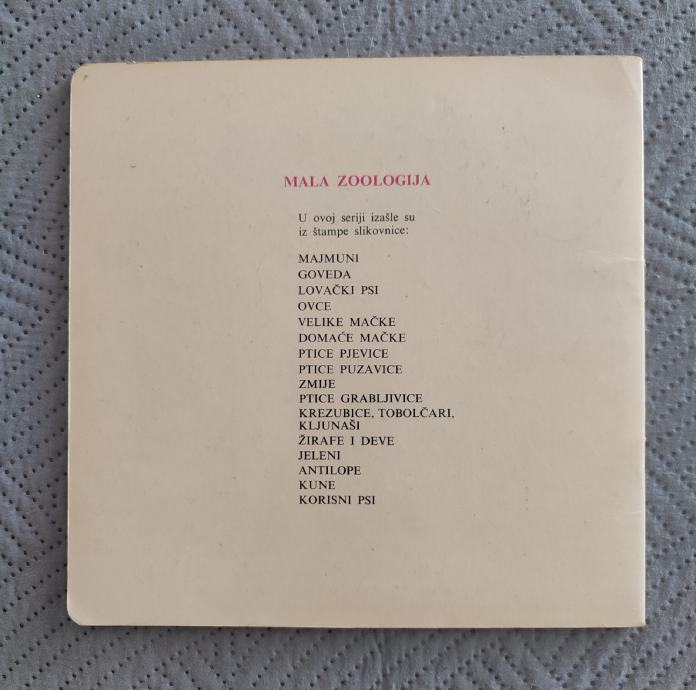 MALA ZOOLOGIJA
U ovoj seriji izašle su
iz štampe slikovnice:
MAJMUNI
GOVEDA
LOVAČKI PSI
OVCE
VELIKE MAČKE
DOMAĆE MAČKE
PTICE PJEVICE
PTICE PUZAVICE
ZMIJE
PTICE GRABLJIVICE
KREZUBICE, TOBOLČARI,
KLJUNAŠI
ŽIRAFE I DEVE
JELENI
ANTILOPE
KUNE
KORISNI PSI